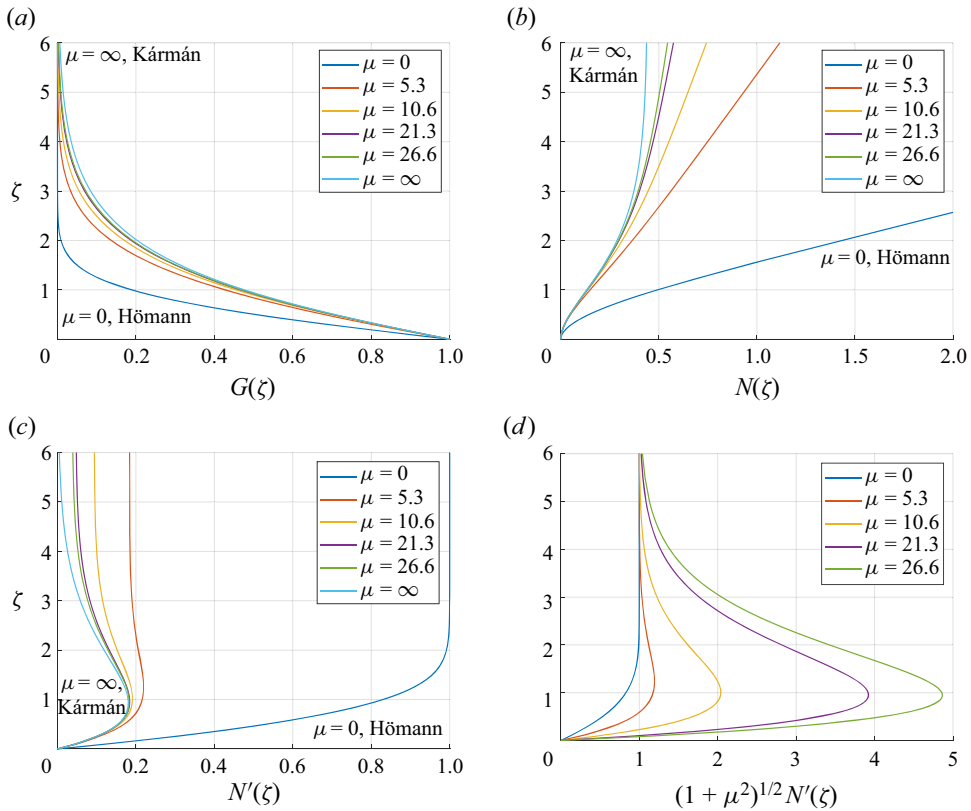 (a)
6
5
4
3
2
1
0
ζ
μ = ∞, Kármán
μ = 0, Hömann
μ = 0
μ = 5.3
μ = 10.6
μ = 21.3
μ = 26.6
μ = ∞
0.2
0.4
0.6
0.8
1.0
G(ζ)
(b)
6
5
4
3
2
1
0
μ = ∞,
Kármán
μ = 0, Hömann
μ = 0
μ = 5.3
μ = 10.6
μ = 21.3
μ = 26.6
μ = ∞
0.5
1.0
1.5
2.0
N(ζ)
(c)
6
5
4
3
2
1
0
ζ
μ = ∞,
Kármán
μ = 0, Hömann
μ = 0
μ = 5.3
μ = 10.6
μ = 21.3
μ = 26.6
μ = ∞
0.2
0.4
0.6
0.8
1.0
N′(ζ)
(d)
6
5
4
3
2
1
0
μ = 0
μ = 5.3
μ = 10.6
μ = 21.3
μ = 26.6
1
2
3
4
5
(1 + μ²)¹/² N′(ζ)